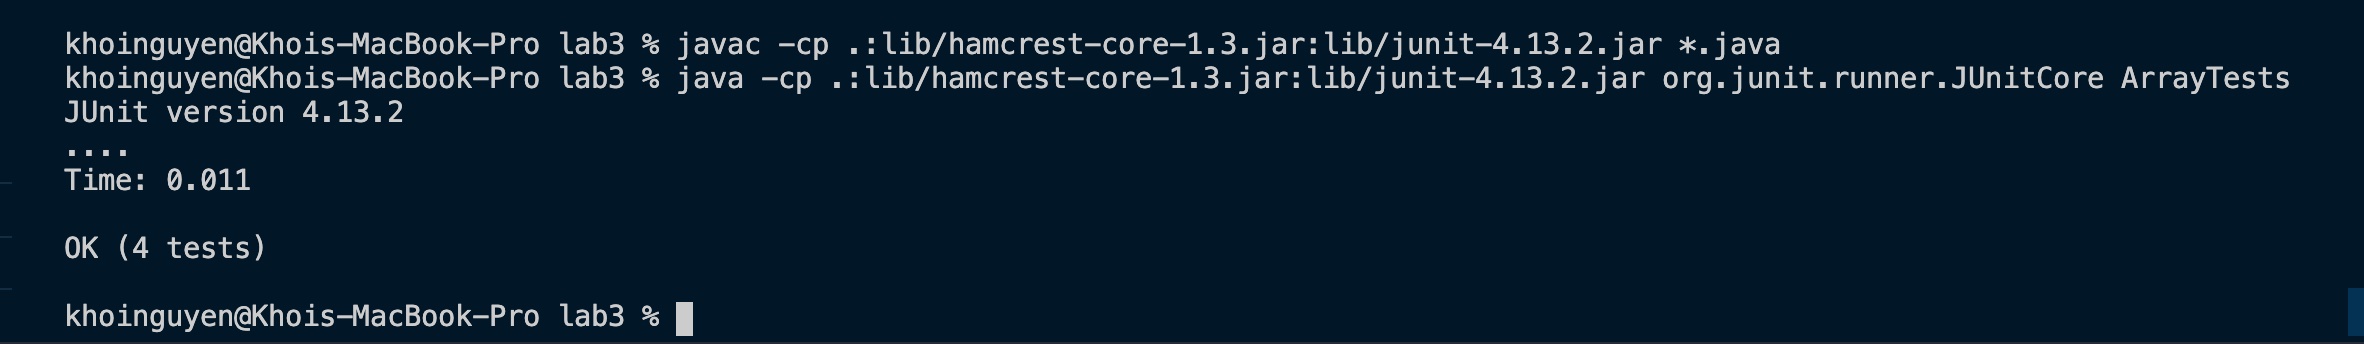 khoinguyen@Khois-MacBook-Pro lab3 % javac -cp .:lib/hamcrest-core-1.3.jar:lib/junit-4.13.2.jar *.java
khoinguyen@Khois-MacBook-Pro lab3 % java -cp .:lib/hamcrest-core-1.3.jar:lib/junit-4.13.2.jar org.junit.runner.JUnitCore ArrayTests
JUnit version 4.13.2
....
Time: 0.011
OK (4 tests)
khoinguyen@Khois-MacBook-Pro lab3 %